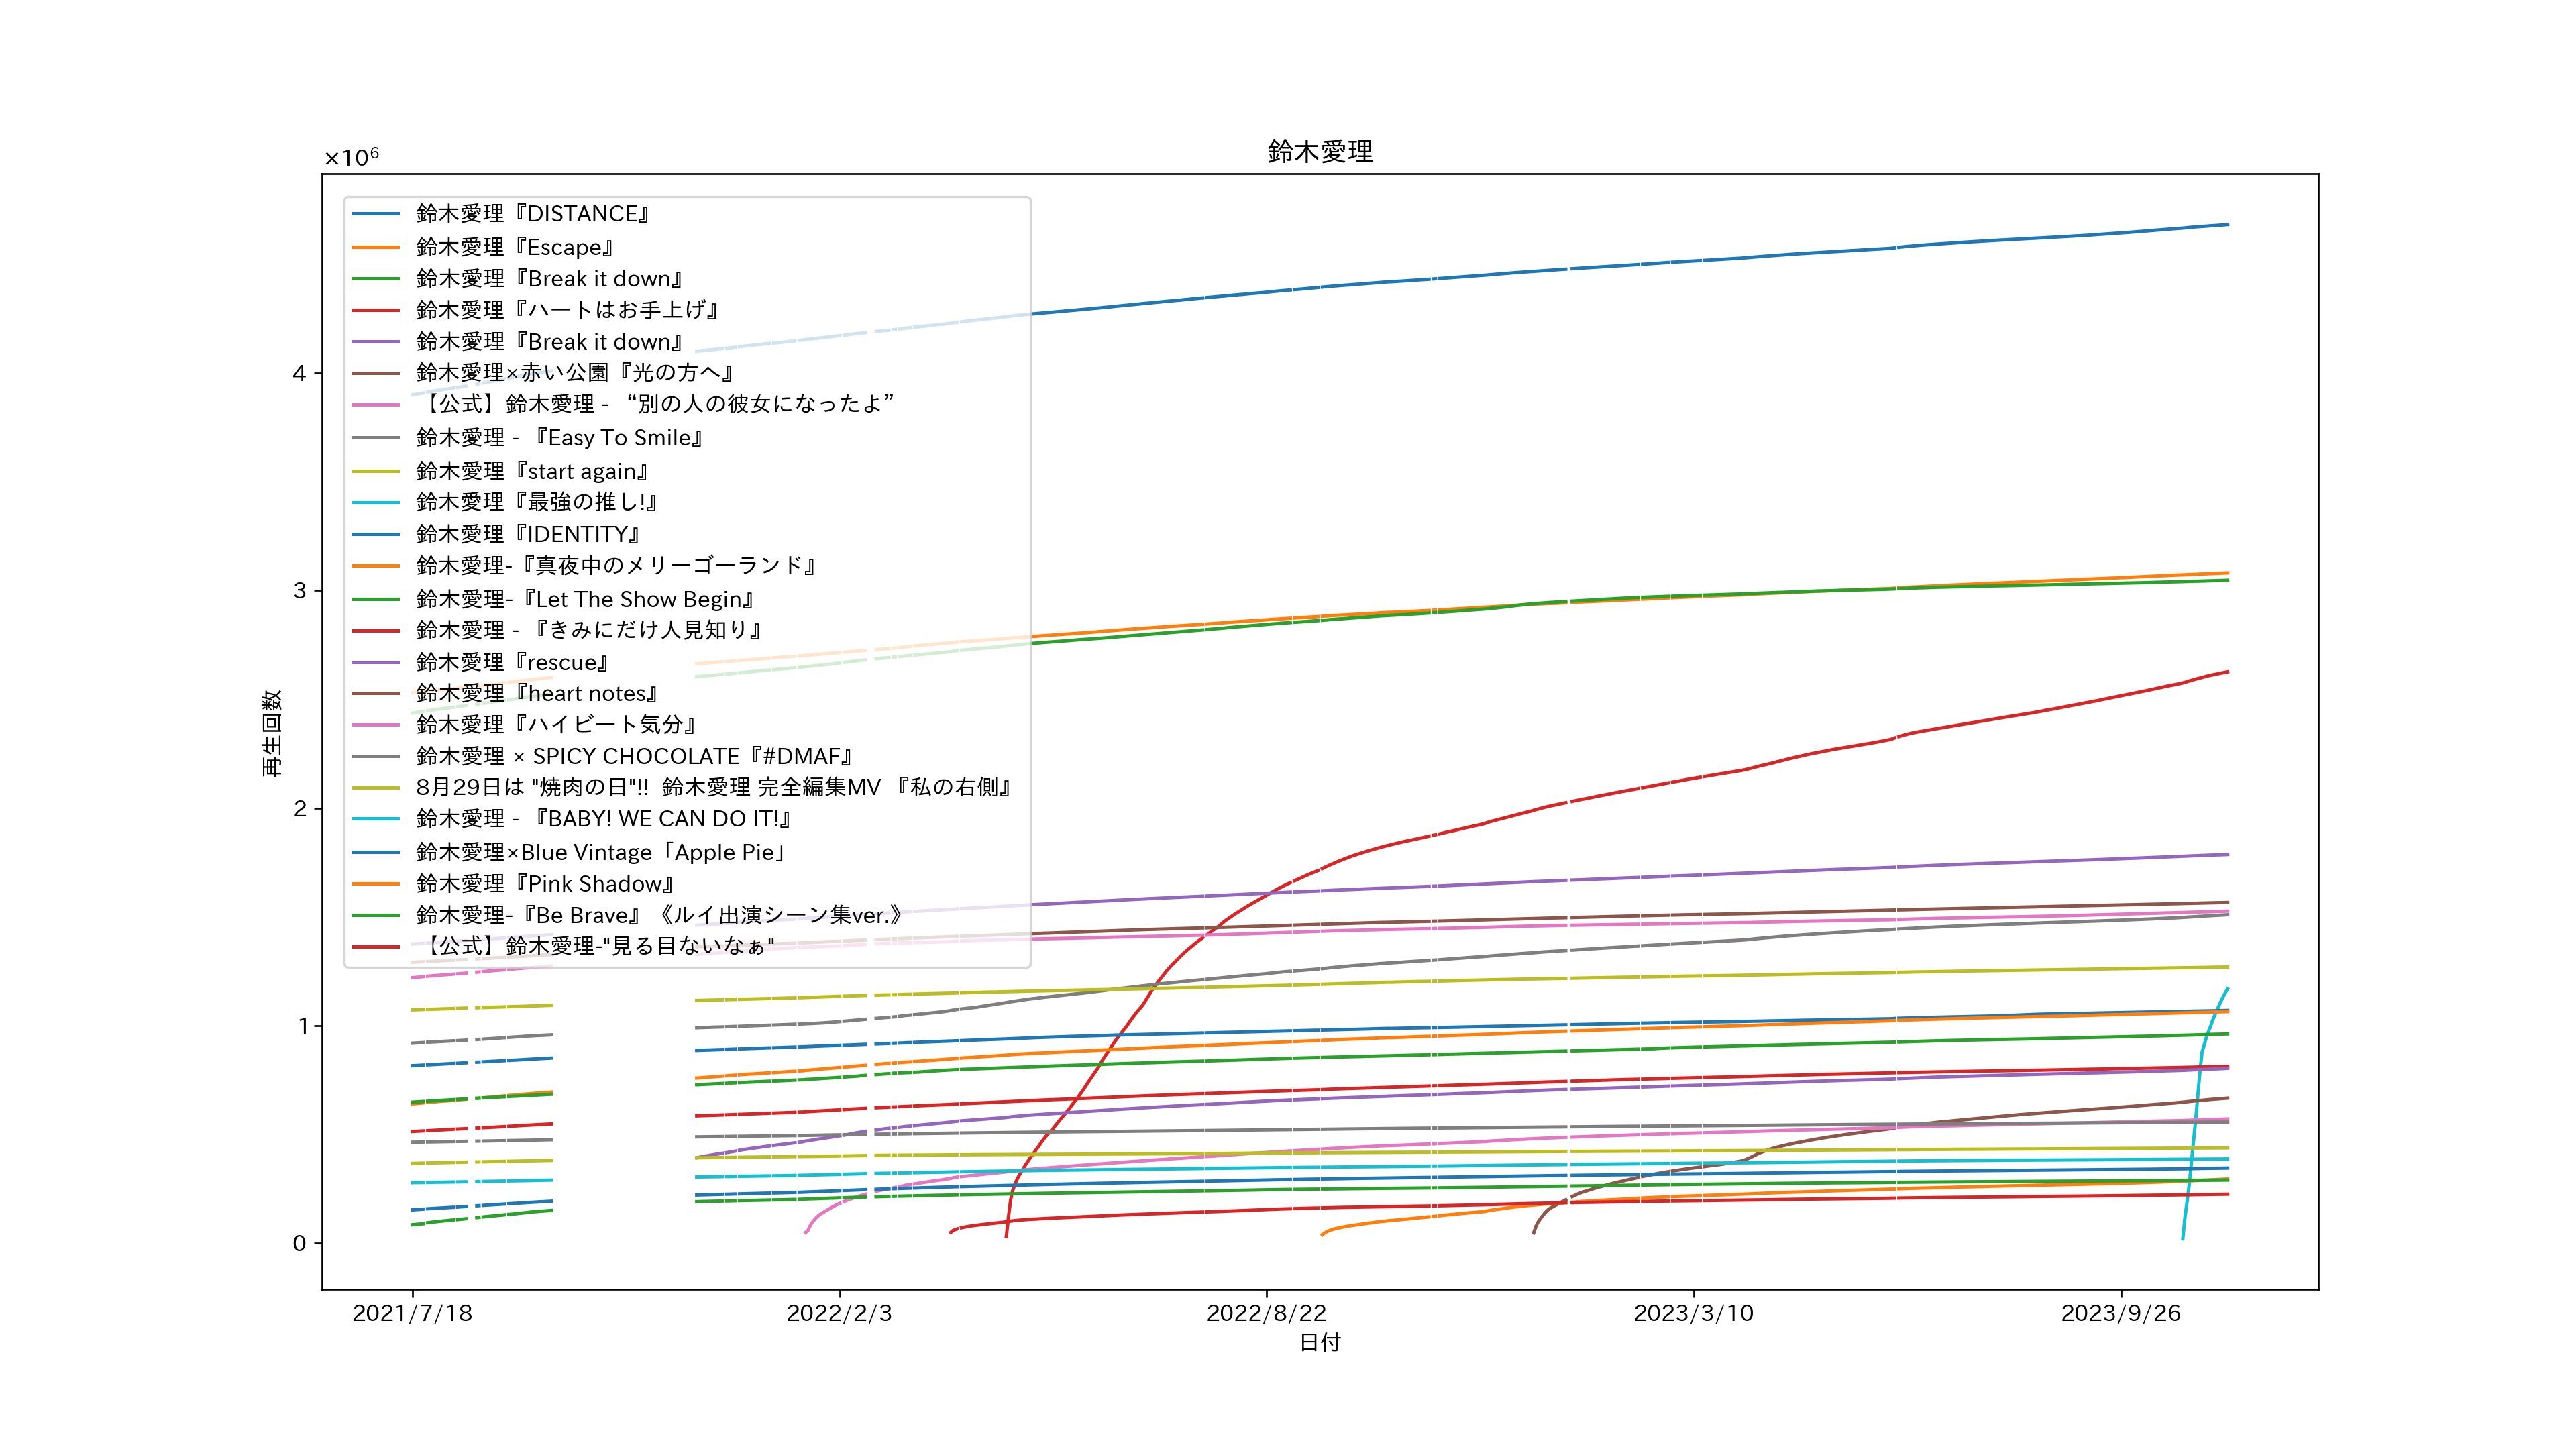 鈴木愛理
×10⁶
鈴木愛理『DISTANCE』
鈴木愛理『Escape』
鈴木愛理『Break it down』
鈴木愛理『ハートはお手上げ』
鈴木愛理『Break it down』
鈴木愛理×赤い公園『光の方へ』
【公式】鈴木愛理 - “別の人の彼女になったよ”
鈴木愛理 - 『Easy To Smile』
鈴木愛理『start again』
鈴木愛理『最強の推し!』
鈴木愛理『IDENTITY』
鈴木愛理-『真夜中のメリーゴーランド』
鈴木愛理-『Let The Show Begin』
鈴木愛理 - 『きみにだけ人見知り』
鈴木愛理『rescue』
鈴木愛理『heart notes』
鈴木愛理『ハイビート気分』
鈴木愛理 × SPICY CHOCOLATE『#DMAF』
8月29日は "焼肉の日"!! 鈴木愛理 完全編集MV 『私の右側』
鈴木愛理 - 『BABY! WE CAN DO IT!』
鈴木愛理×Blue Vintage「Apple Pie」
鈴木愛理『Pink Shadow』
鈴木愛理-『Be Brave』《ルイ出演シーン集ver.》
【公式】鈴木愛理-"見る目ないなぁ"
4
3
2
1
0
再生回数
2021/7/18
2022/2/3
2022/8/22
2023/3/10
2023/9/26
日付